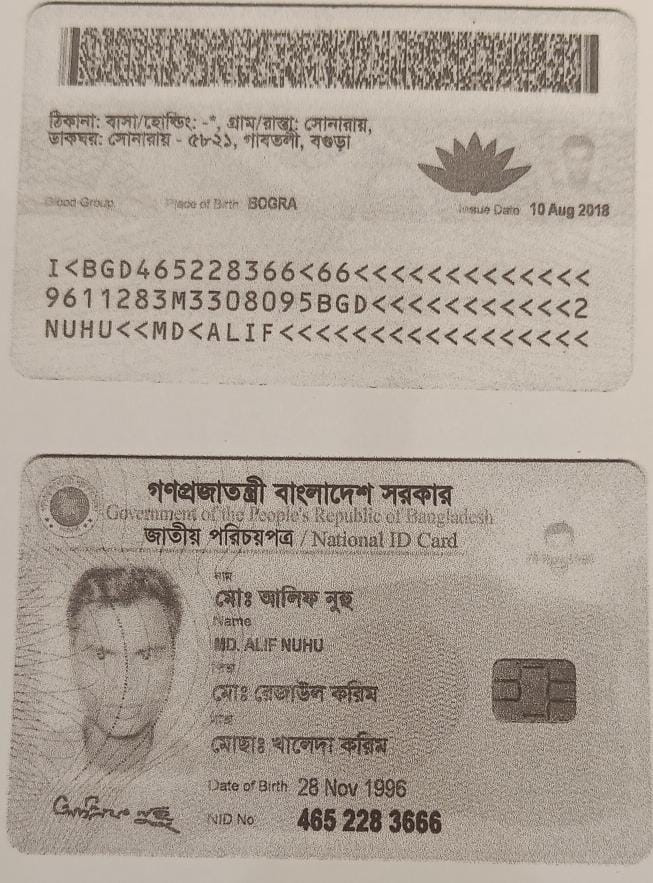 ঠিকানা: বাসা/হোল্ডিং: -*, গ্রাম/রাস্তা: সোনারায়,
ডাকঘর: সোনারায় - ৫৮২১, গাবতলী, বগুড়া
Blood Group Place of Birth BOGRA Issue Date 10 Aug 2018
I<BGD465228366<66<<<<<<<<<<<<<
9611283M3308095BGD<<<<<<<<<<<2
NUHU<<MD<ALIF<<<<<<<<<<<<<<<<<
গণপ্রজাতন্ত্রী বাংলাদেশ সরকার
Government of the People's Republic of Bangladesh
জাতীয় পরিচয়পত্র / National ID Card
নাম
মোঃ আলিফ নূহু
Name
MD. ALIF NUHU
পিতা
মোঃ রেজাউল করিম
মাতা
মোছাঃ খালেদা করিম
Date of Birth 28 Nov 1996
NID No 465 228 3666